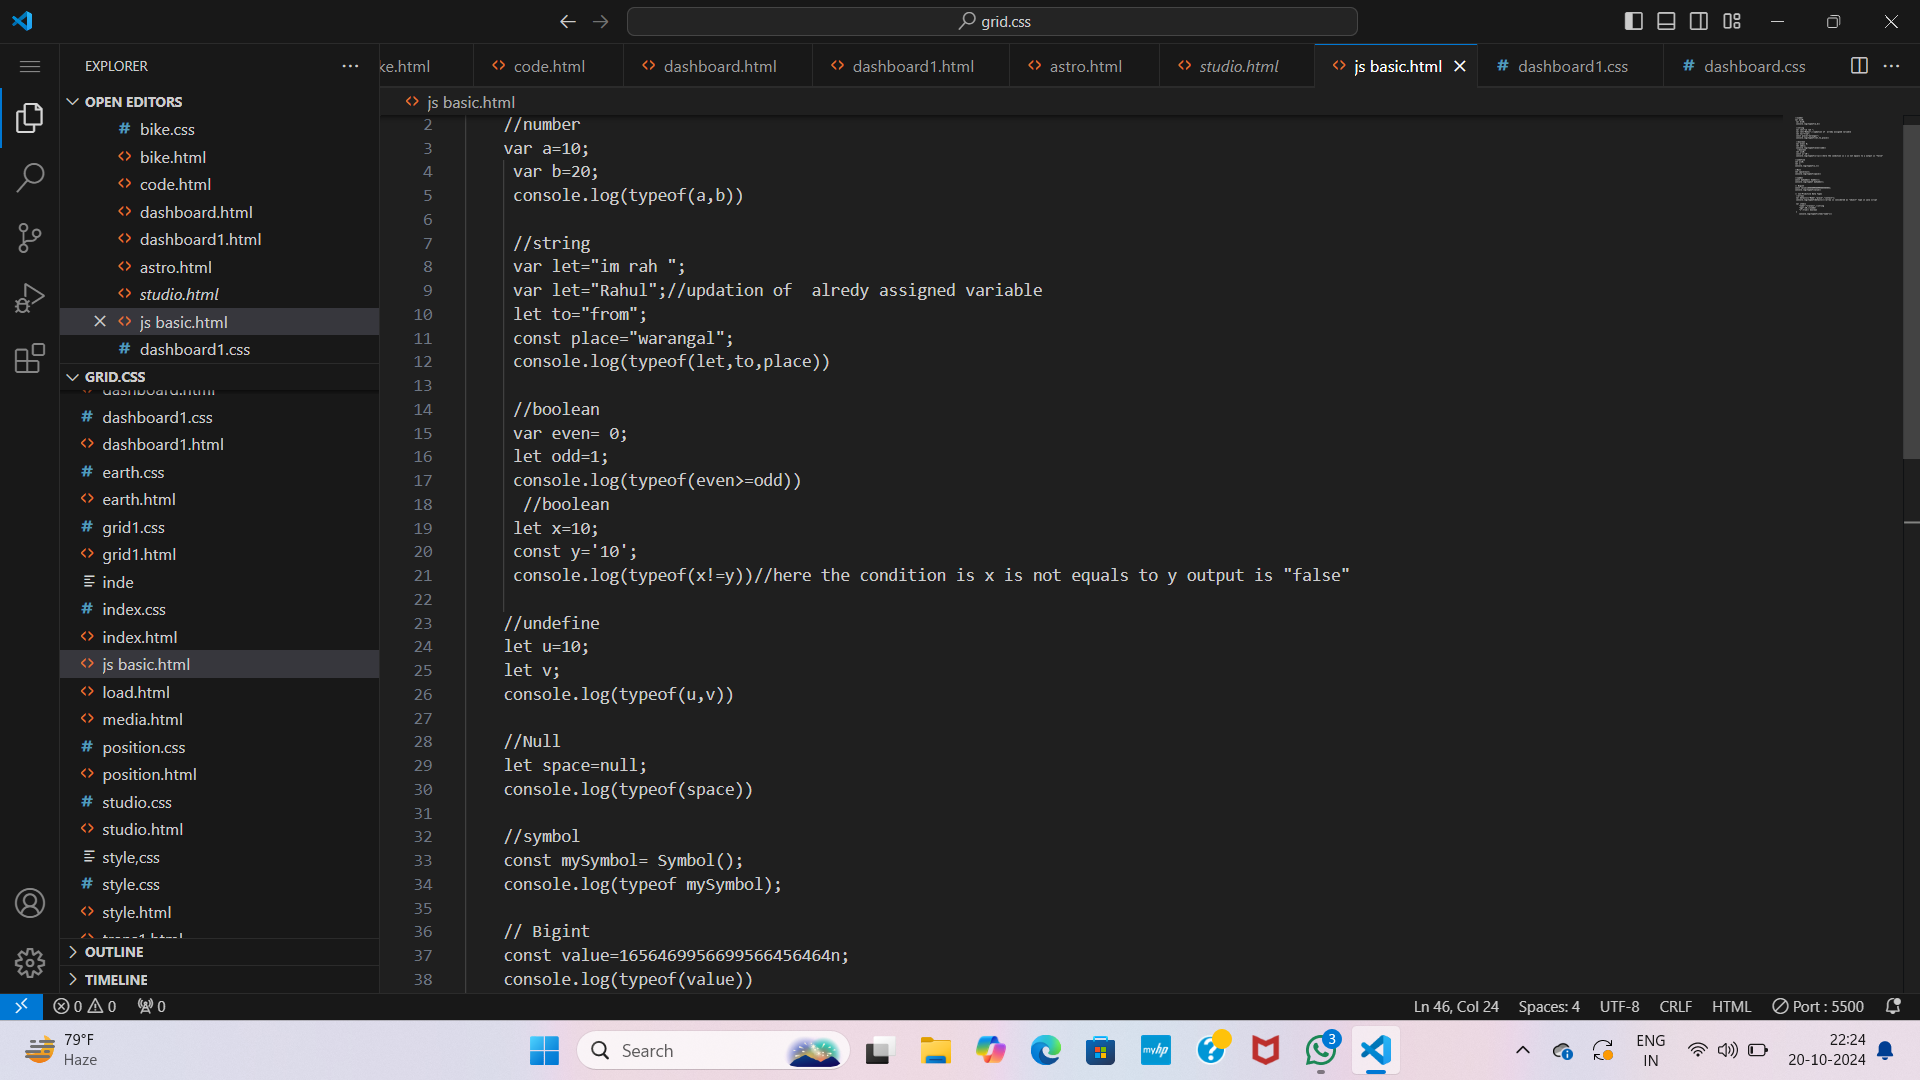 grid.css
EXPLORER
ke.html
code.html
dashboard.html
dashboard1.html
astro.html
studio.html
js basic.html
dashboard1.css
dashboard.css
OPEN EDITORS
bike.css
bike.html
code.html
dashboard.html
dashboard1.html
astro.html
studio.html
js basic.html
dashboard1.css
GRID.CSS
dashboard.html
dashboard1.css
dashboard1.html
earth.css
earth.html
grid1.css
grid1.html
inde
index.css
index.html
js basic.html
load.html
media.html
position.css
position.html
studio.css
studio.html
style,css
style.css
style.html
OUTLINE
TIMELINE
js basic.html
2 //number
3 var a=10;
4 var b=20;
5 console.log(typeof(a,b))
6
7 //string
8 var let="im rah ";
9 var let="Rahul";//updation of  alredy assigned variable
10 let to="from";
11 const place="warangal";
12 console.log(typeof(let,to,place))
13
14 //boolean
15 var even= 0;
16 let odd=1;
17 console.log(typeof(even>=odd))
18 //boolean
19 let x=10;
20 const y='10';
21 console.log(typeof(x!=y))//here the condition is x is not equals to y output is "false"
22
23 //undefine
24 let u=10;
25 let v;
26 console.log(typeof(u,v))
27
28 //Null
29 let space=null;
30 console.log(typeof(space))
31
32 //symbol
33 const mySymbol= Symbol();
34 console.log(typeof mySymbol);
35
36 // Bigint
37 const value=1656469956699566456464n;
38 console.log(typeof(value))
0 0 0
Ln 46, Col 24 Spaces: 4 UTF-8 CRLF HTML Port : 5500
79°F
Haze
Search
myhp
3
ENG
IN
22:24
20-10-2024